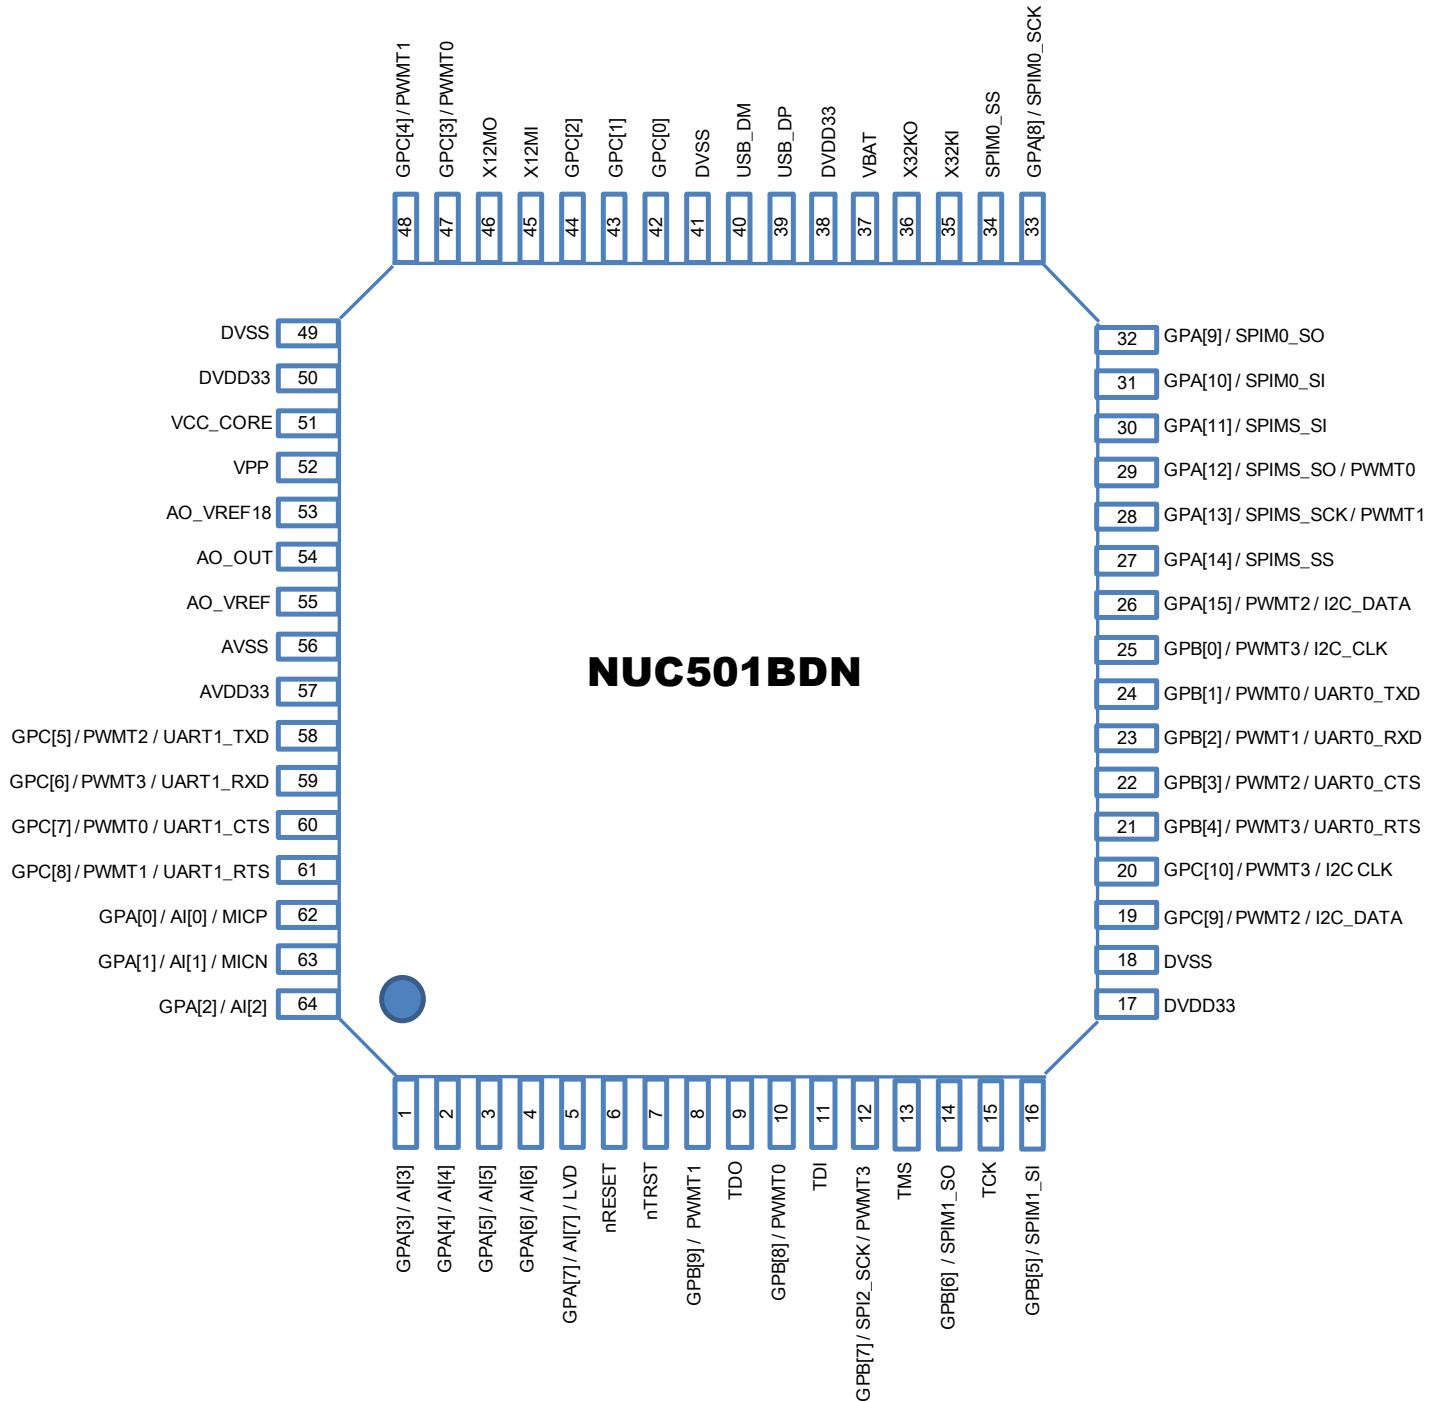 GPC[4] / PWMT1
GPC[3] / PWMT0
X12MO
X12MI
GPC[2]
GPC[1]
GPC[0]
DVSS
USB_DM
USB_DP
DVDD33
VBAT
X32KO
X32KI
SPIM0_SS
GPA[8] / SPIM0_SCK
48
47
46
45
44
43
42
41
40
39
38
37
36
35
34
33
DVSS 49
DVDD33 50
VCC_CORE 51
VPP 52
AO_VREF18 53
AO_OUT 54
AO_VREF 55
AVSS 56
AVDD33 57
GPC[5] / PWMT2 / UART1_TXD 58
GPC[6] / PWMT3 / UART1_RXD 59
GPC[7] / PWMT0 / UART1_CTS 60
GPC[8] / PWMT1 / UART1_RTS 61
GPA[0] / AI[0] / MICP 62
GPA[1] / AI[1] / MICN 63
GPA[2] / AI[2] 64
NUC501BDN
32 GPA[9] / SPIM0_SO
31 GPA[10] / SPIM0_SI
30 GPA[11] / SPIMS_SI
29 GPA[12] / SPIMS_SO / PWMT0
28 GPA[13] / SPIMS_SCK / PWMT1
27 GPA[14] / SPIMS_SS
26 GPA[15] / PWMT2 / I2C_DATA
25 GPB[0] / PWMT3 / I2C_CLK
24 GPB[1] / PWMT0 / UART0_TXD
23 GPB[2] / PWMT1 / UART0_RXD
22 GPB[3] / PWMT2 / UART0_CTS
21 GPB[4] / PWMT3 / UART0_RTS
20 GPC[10] / PWMT3 / I2C CLK
19 GPC[9] / PWMT2 / I2C_DATA
18 DVSS
17 DVDD33
1
2
3
4
5
6
7
8
9
10
11
12
13
14
15
16
GPA[3] / AI[3]
GPA[4] / AI[4]
GPA[5] / AI[5]
GPA[6] / AI[6]
GPA[7] / AI[7] / LVD
nRESET
nTRST
GPB[9] / PWMT1
TDO
GPB[8] / PWMT0
TDI
GPB[7] / SPI2_SCK / PWMT3
TMS
GPB[6] / SPIM1_SO
TCK
GPB[5] / SPIM1_SI